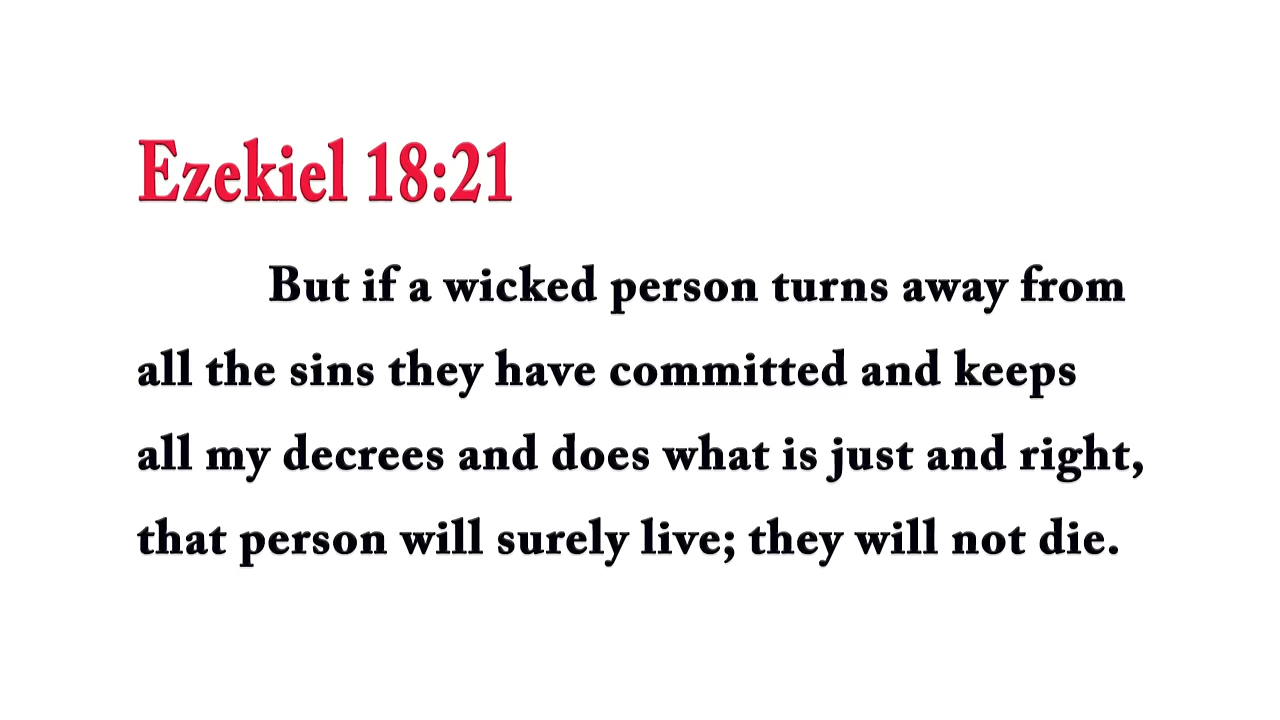 Ezekiel 18:21
But if a wicked person turns away from
all the sins they have committed and keeps
all my decrees and does what is just and right,
that person will surely live; they will not die.